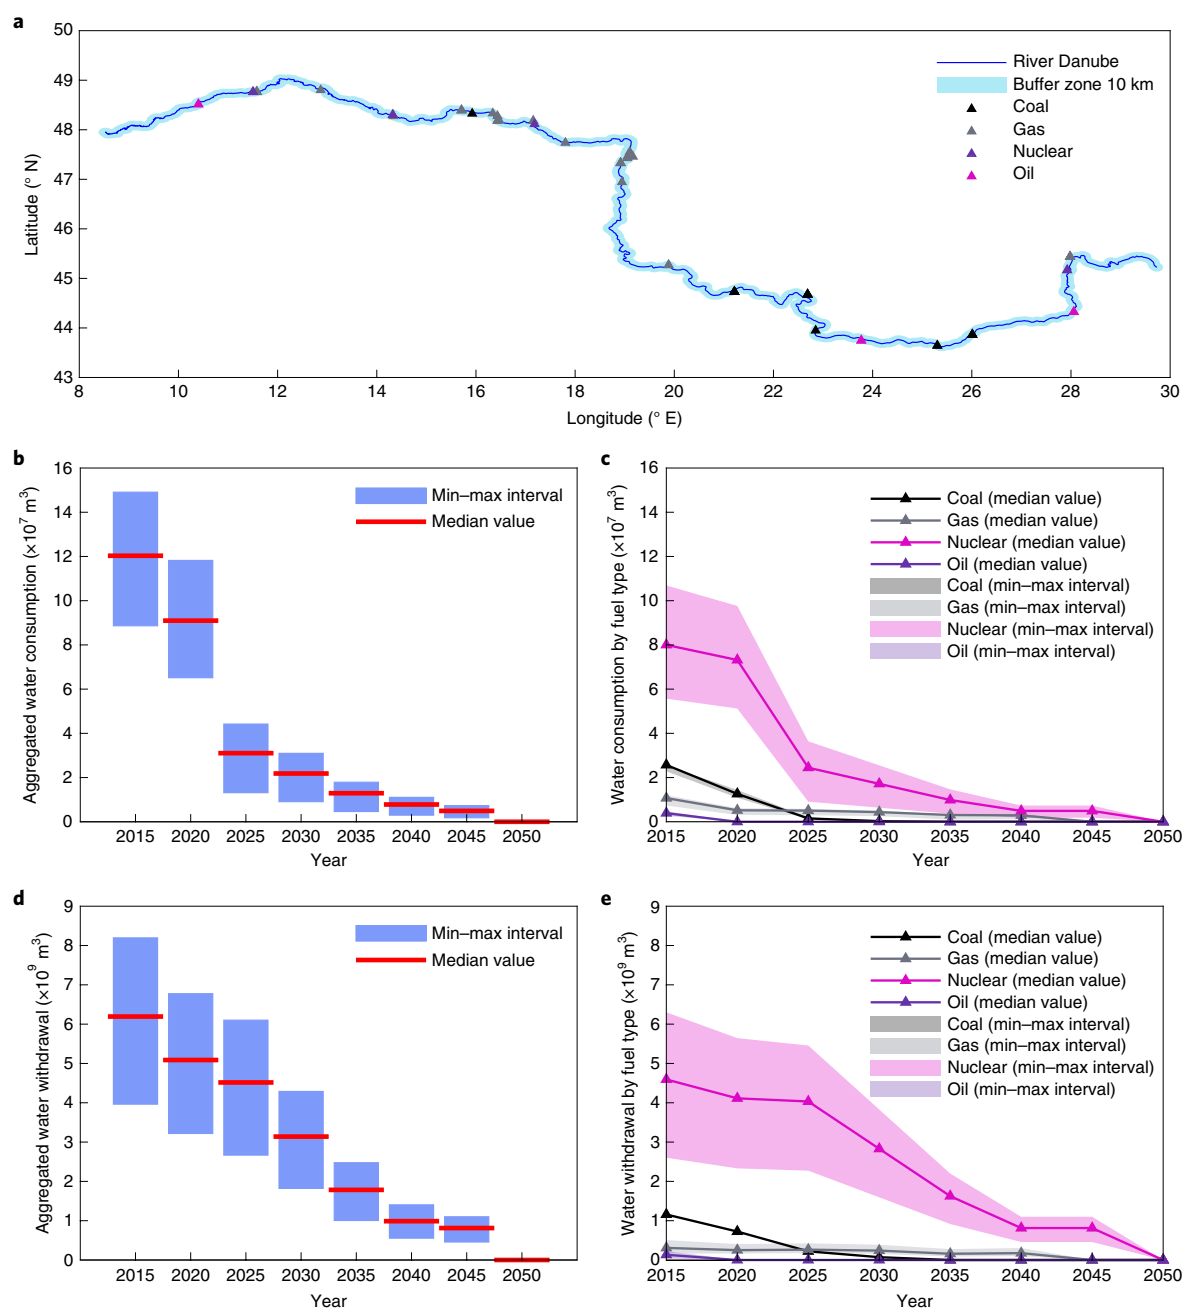 a
50
49
48
47
46
45
44
43
Latitude (° N)
8 10 12 14 16 18 20 22 24 26 28 30
Longitude (° E)
River Danube
Buffer zone 10 km
Coal
Gas
Nuclear
Oil
b
16
14
12
10
8
6
4
2
0
Aggregated water consumption (×10⁷ m³)
Min–max interval
Median value
2015 2020 2025 2030 2035 2040 2045 2050
Year
c
16
14
12
10
8
6
4
2
0
Water consumption by fuel type (×10⁷ m³)
Coal (median value)
Gas (median value)
Nuclear (median value)
Oil (median value)
Coal (min–max interval)
Gas (min–max interval)
Nuclear (min–max interval)
Oil (min–max interval)
2015 2020 2025 2030 2035 2040 2045 2050
Year
d
9
8
7
6
5
4
3
2
1
0
Aggregated water withdrawal (×10⁹ m³)
Min–max interval
Median value
2015 2020 2025 2030 2035 2040 2045 2050
Year
e
9
8
7
6
5
4
3
2
1
0
Water withdrawal by fuel type (×10⁹ m³)
Coal (median value)
Gas (median value)
Nuclear (median value)
Oil (median value)
Coal (min–max interval)
Gas (min–max interval)
Nuclear (min–max interval)
Oil (min–max interval)
2015 2020 2025 2030 2035 2040 2045 2050
Year